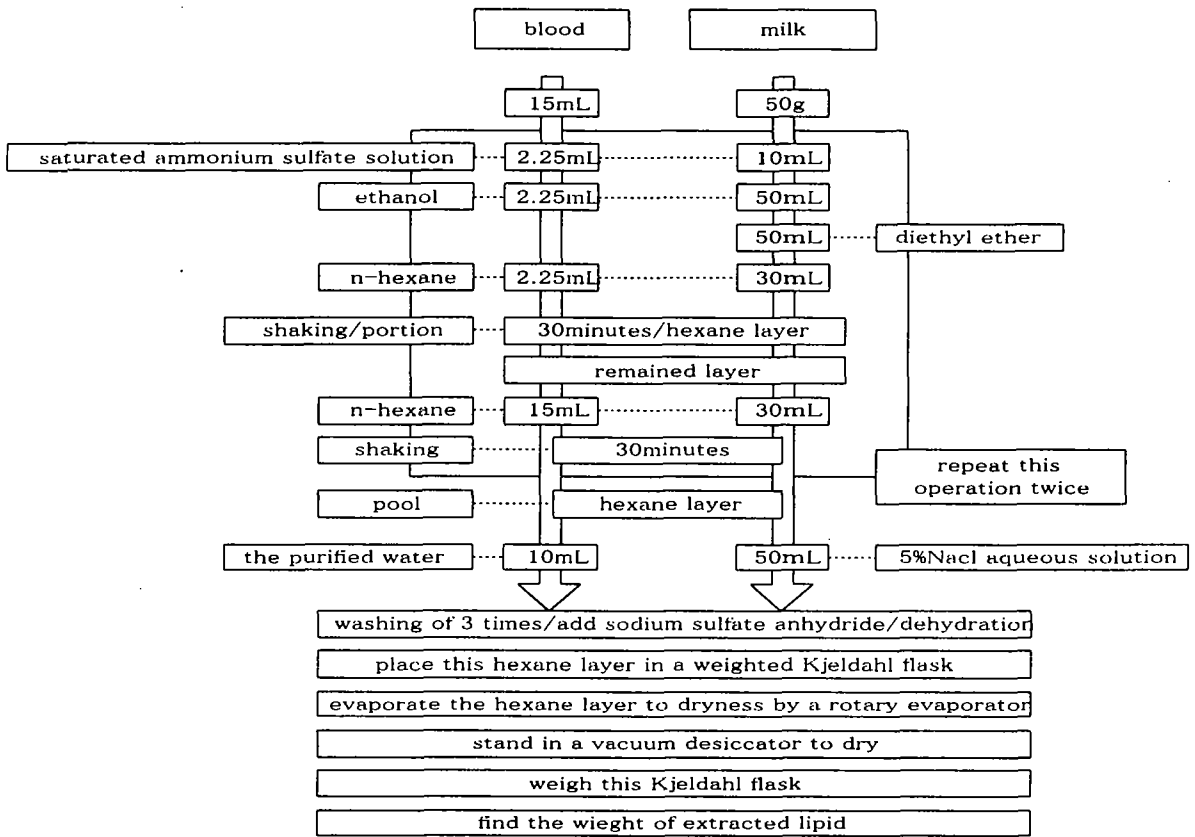 blood milk
15mL 50g
saturated ammonium sulfate solution 2.25mL 10mL
ethanol 2.25mL 50mL
50mL diethyl ether
n-hexane 2.25mL 30mL
shaking/portion 30minutes/hexane layer
remained layer
n-hexane 15mL 30mL
shaking 30minutes
repeat this
operation twice
pool hexane layer
the purified water 10mL 50mL 5%Nacl aqueous solution
washing of 3 times/add sodium sulfate anhydride/dehydration
place this hexane layer in a weighted Kjeldahl flask
evaporate the hexane layer to dryness by a rotary evaporator
stand in a vacuum desiccator to dry
weigh this Kjeldahl flask
find the wieght of extracted lipid